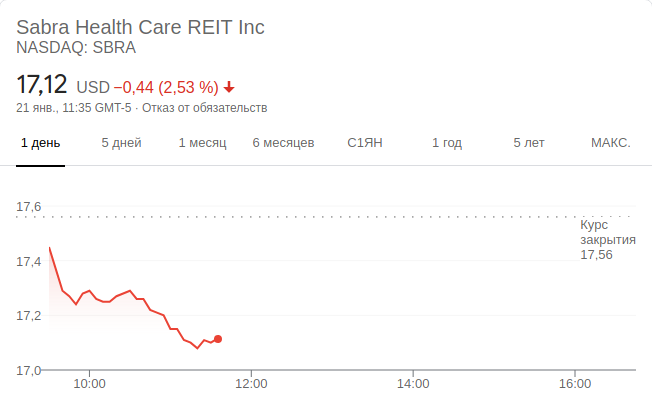 Sabra Health Care REIT Inc
NASDAQ: SBRA
17,12 USD −0,44 (2,53 %)
21 янв., 11:35 GMT-5 · Отказ от обязательств
1 день 5 дней 1 месяц 6 месяцев С1ЯН 1 год 5 лет МАКС.
17,6
Курс
закрытия
17,56
17,4
17,2
17,0
10:00 12:00 14:00 16:00